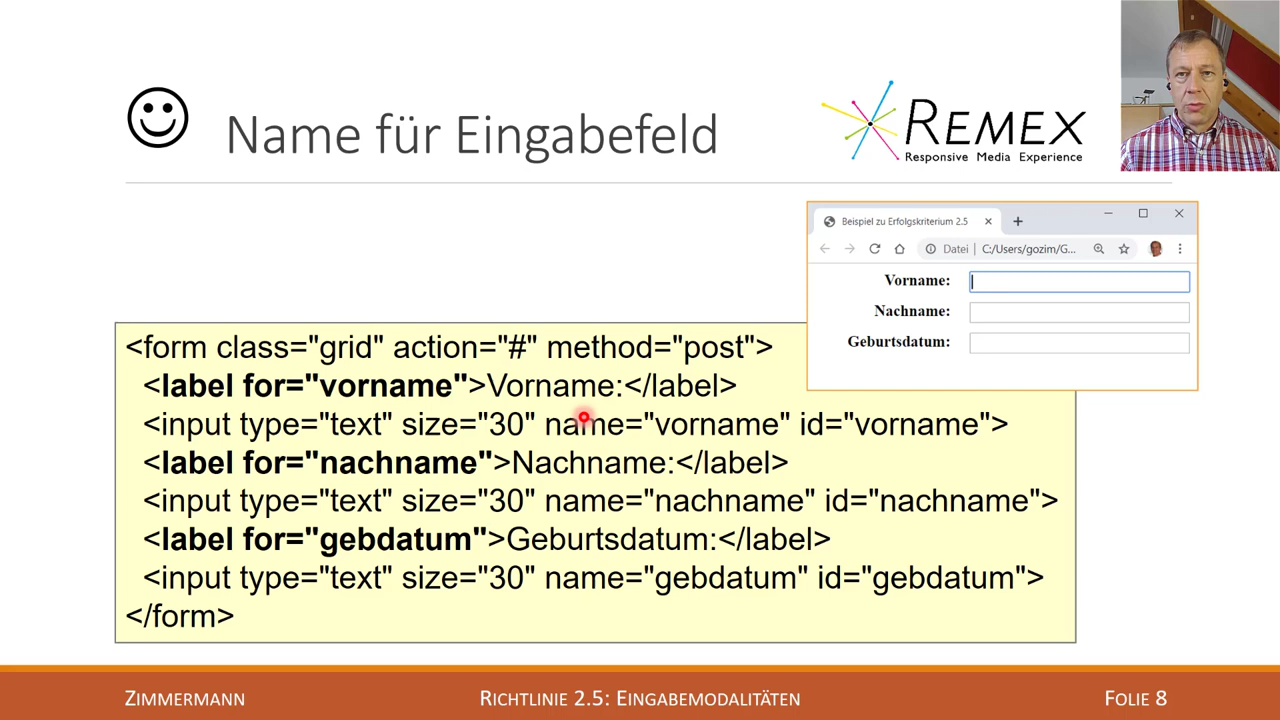 Name für Eingabefeld
REMEX
Responsive Media Experience
Beispiel zu Erfolgskriterium 2.5
Datei | C:/Users/gozim/G...
Vorname:
Nachname:
Geburtsdatum:
<form class="grid" action="#" method="post">
<label for="vorname">Vorname:</label>
<input type="text" size="30" name="vorname" id="vorname">
<label for="nachname">Nachname:</label>
<input type="text" size="30" name="nachname" id="nachname">
<label for="gebdatum">Geburtsdatum:</label>
<input type="text" size="30" name="gebdatum" id="gebdatum">
</form>
ZIMMERMANN
RICHTLINIE 2.5: EINGABEMODALITÄTEN
FOLIE 8